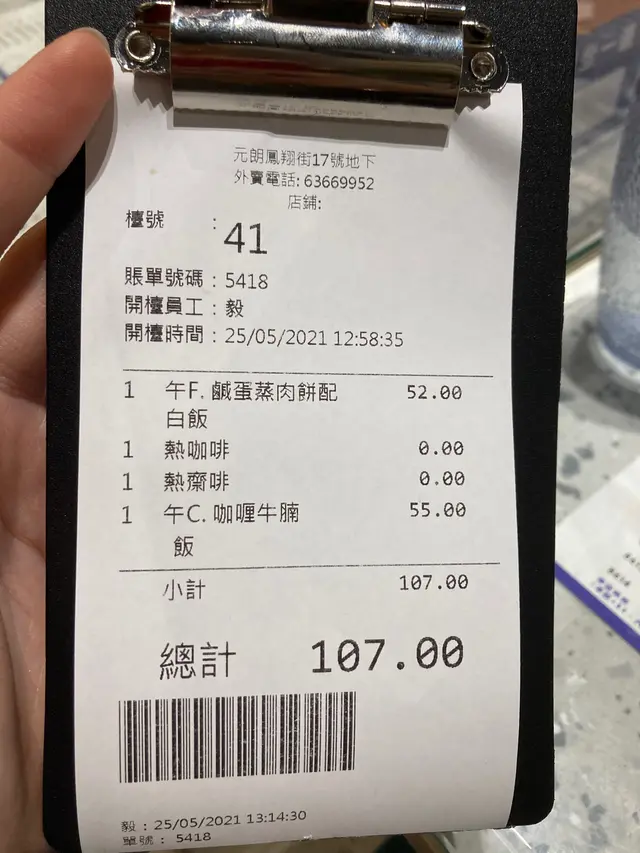 元朗鳳翔街17號地下
外賣電話: 63669952
店鋪:
檯號 : 41
賬單號碼 : 5418
開檯員工 : 毅
開檯時間 : 25/05/2021 12:58:35
1 午F. 鹹蛋蒸肉餅配 52.00
白飯
1 熱咖啡 0.00
1 熱齋啡 0.00
1 午C. 咖喱牛腩 55.00
飯
小計 107.00
總計 107.00
毅 : 25/05/2021 13:14:30
單號 : 5418